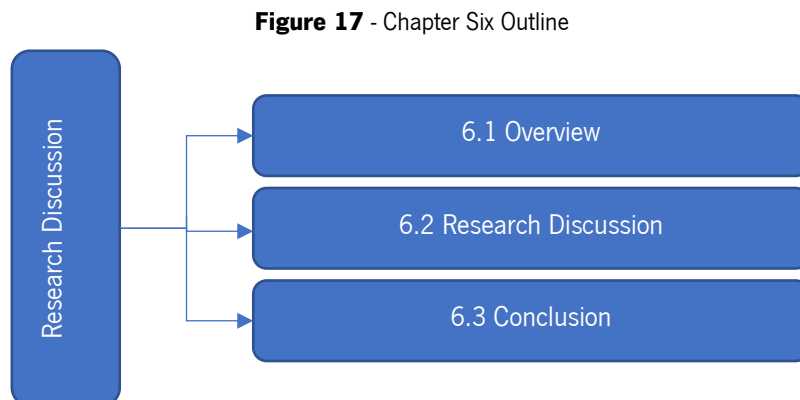 Figure 17 - Chapter Six Outline
Research Discussion
6.1 Overview
6.2 Research Discussion
6.3 Conclusion